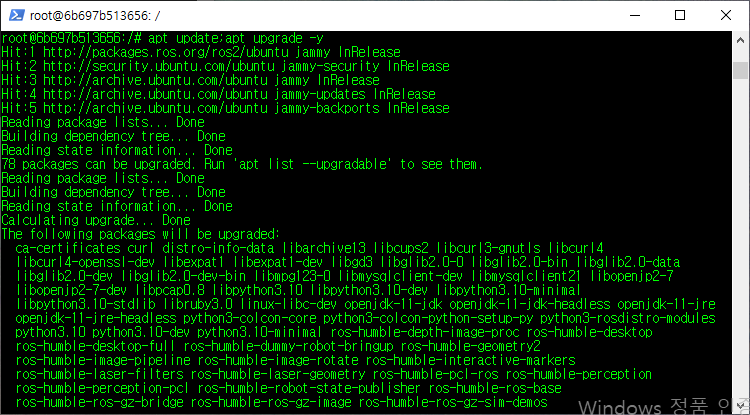 root@6b697b513656: /
root@6b697b513656:/# apt update;apt upgrade -y
Hit:1 http://packages.ros.org/ros2/ubuntu jammy InRelease
Hit:2 http://security.ubuntu.com/ubuntu jammy-security InRelease
Hit:3 http://archive.ubuntu.com/ubuntu jammy InRelease
Hit:4 http://archive.ubuntu.com/ubuntu jammy-updates InRelease
Hit:5 http://archive.ubuntu.com/ubuntu jammy-backports InRelease
Reading package lists... Done
Building dependency tree... Done
Reading state information... Done
78 packages can be upgraded. Run 'apt list --upgradable' to see them.
Reading package lists... Done
Building dependency tree... Done
Reading state information... Done
Calculating upgrade... Done
The following packages will be upgraded:
ca-certificates curl distro-info-data libarchive13 libcups2 libcurl3-gnutls libcurl4
libcurl4-openssl-dev libexpat1 libexpat1-dev libgd3 libglib2.0-0 libglib2.0-bin libglib2.0-data
libglib2.0-dev libglib2.0-dev-bin libmpg123-0 libmysqlclient-dev libmysqlclient21 libopenjp2-7
libopenjp2-7-dev libpcap0.8 libpython3.10 libpython3.10-dev libpython3.10-minimal
libpython3.10-stdlib libruby3.0 linux-libc-dev openjdk-11-jdk openjdk-11-jdk-headless openjdk-11-jre
openjdk-11-jre-headless python3-colcon-core python3-colcon-python-setup-py python3-rosdistro-modules
python3.10 python3.10-dev python3.10-minimal ros-humble-depth-image-proc ros-humble-desktop
ros-humble-desktop-full ros-humble-dummy-robot-bringup ros-humble-geometry2
ros-humble-image-pipeline ros-humble-image-rotate ros-humble-interactive-markers
ros-humble-laser-filters ros-humble-laser-geometry ros-humble-pcl-ros ros-humble-perception
ros-humble-perception-pcl ros-humble-robot-state-publisher ros-humble-ros-base
ros-humble-ros-gz-bridge ros-humble-ros-gz-image ros-humble-ros-gz-sim-demos
Windows 정품 인